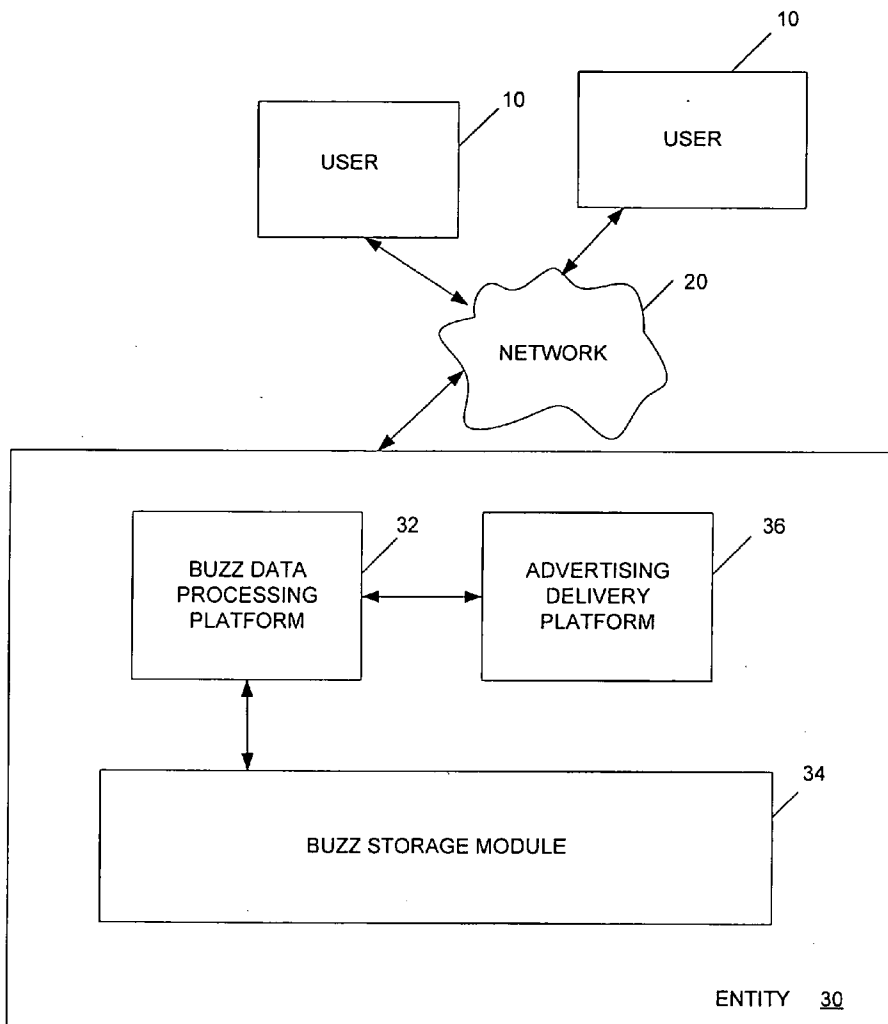 10
10
USER
USER
20
NETWORK
32
36
BUZZ DATA
PROCESSING
PLATFORM
ADVERTISING
DELIVERY
PLATFORM
34
BUZZ STORAGE MODULE
ENTITY 30